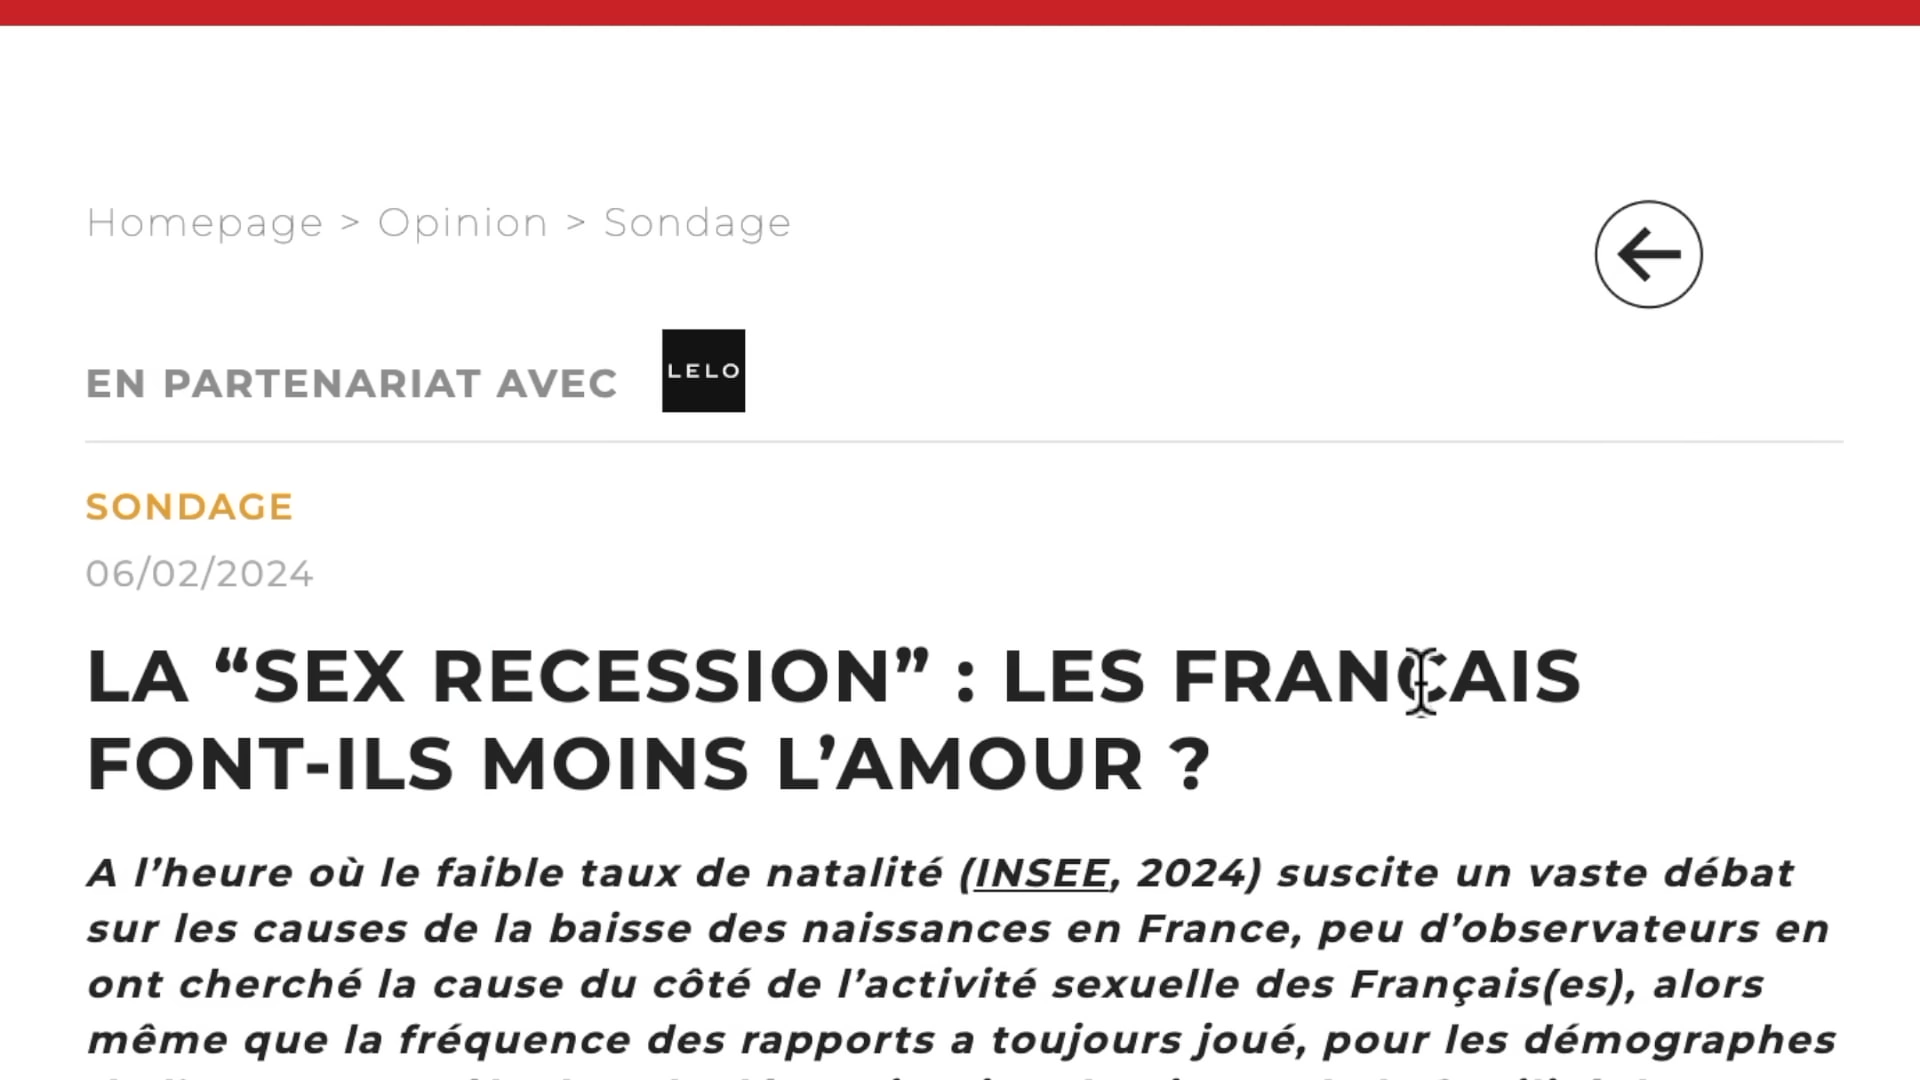 Homepage > Opinion > Sondage
EN PARTENARIAT AVEC LELO
SONDAGE
06/02/2024
LA “SEX RECESSION” : LES FRANÇAIS
FONT-ILS MOINS L’AMOUR ?
A l’heure où le faible taux de natalité (INSEE, 2024) suscite un vaste débat
sur les causes de la baisse des naissances en France, peu d’observateurs en
ont cherché la cause du côté de l’activité sexuelle des Français(es), alors
même que la fréquence des rapports a toujours joué, pour les démographes